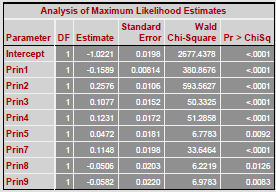 Analysis of Maximum Likelihood Estimates
Parameter DF Estimate Standard Error Wald Chi-Square Pr > ChiSq
Intercept 1 -1.0221 0.0198 2677.4378 <.0001
Prin1 1 -0.1589 0.00814 380.8676 <.0001
Prin2 1 0.2576 0.0106 593.5627 <.0001
Prin3 1 0.1077 0.0152 50.3325 <.0001
Prin4 1 0.1231 0.0172 51.2858 <.0001
Prin5 1 0.0472 0.0181 6.7783 0.0092
Prin7 1 0.1148 0.0198 33.6464 <.0001
Prin8 1 -0.0506 0.0203 6.2219 0.0126
Prin9 1 -0.0582 0.0220 6.9783 0.0083